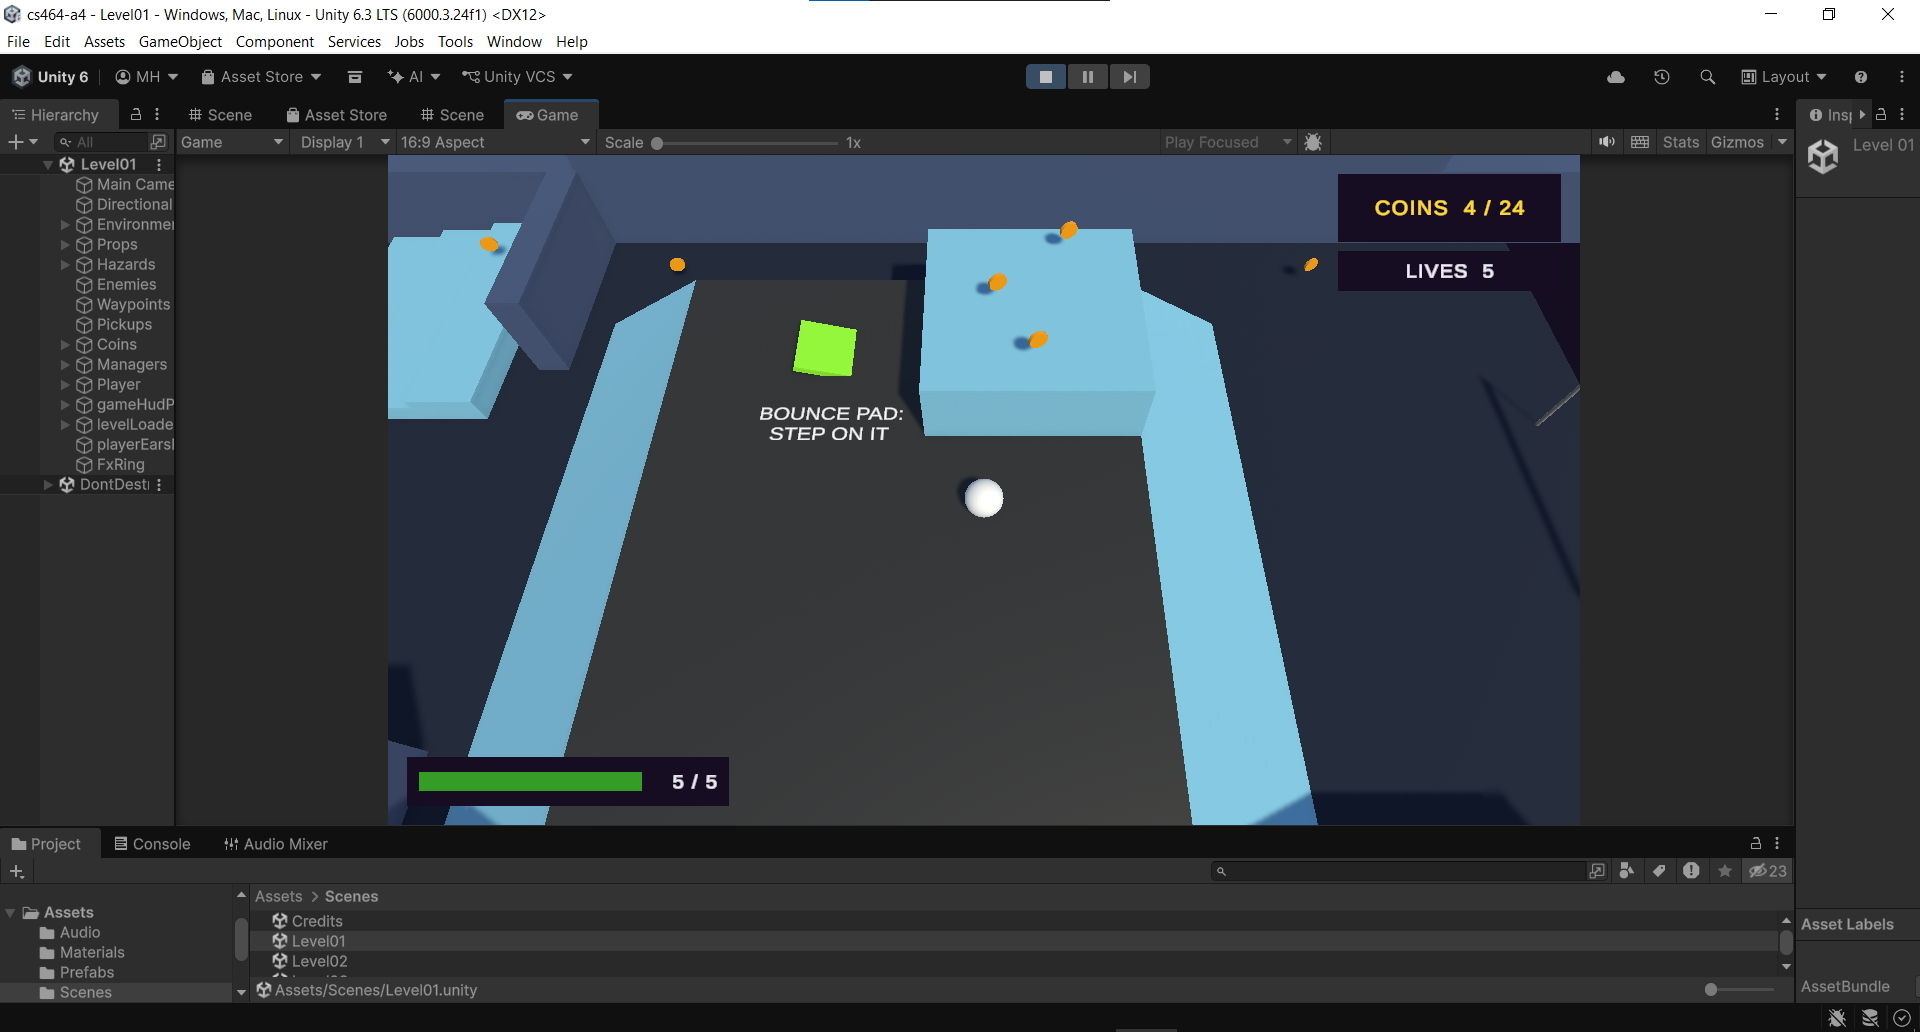 cs464-a4 - Level01 - Windows, Mac, Linux - Unity 6.3 LTS (6000.3.24f1) <DX12>
File Edit Assets GameObject Component Services Jobs Tools Window Help
Unity 6 MH Asset Store AI Unity VCS Layout
Hierarchy Scene Asset Store Scene Game Insp
All Game Display 1 16:9 Aspect Scale 1x Play Focused Stats Gizmos
Level 01
Level01
Main Came
Directional
Environmer
Props
Hazards
Enemies
Waypoints
Pickups
Coins
Managers
Player
gameHudP
levelLoade
playerEars
FxRing
DontDest
COINS 4 / 24
LIVES 5
BOUNCE PAD:
STEP ON IT
5 / 5
Project Console Audio Mixer
23
Assets
Audio
Materials
Prefabs
Scenes
Assets > Scenes
Credits
Level01
Level02
Assets/Scenes/Level01.unity
Asset Labels
AssetBundle